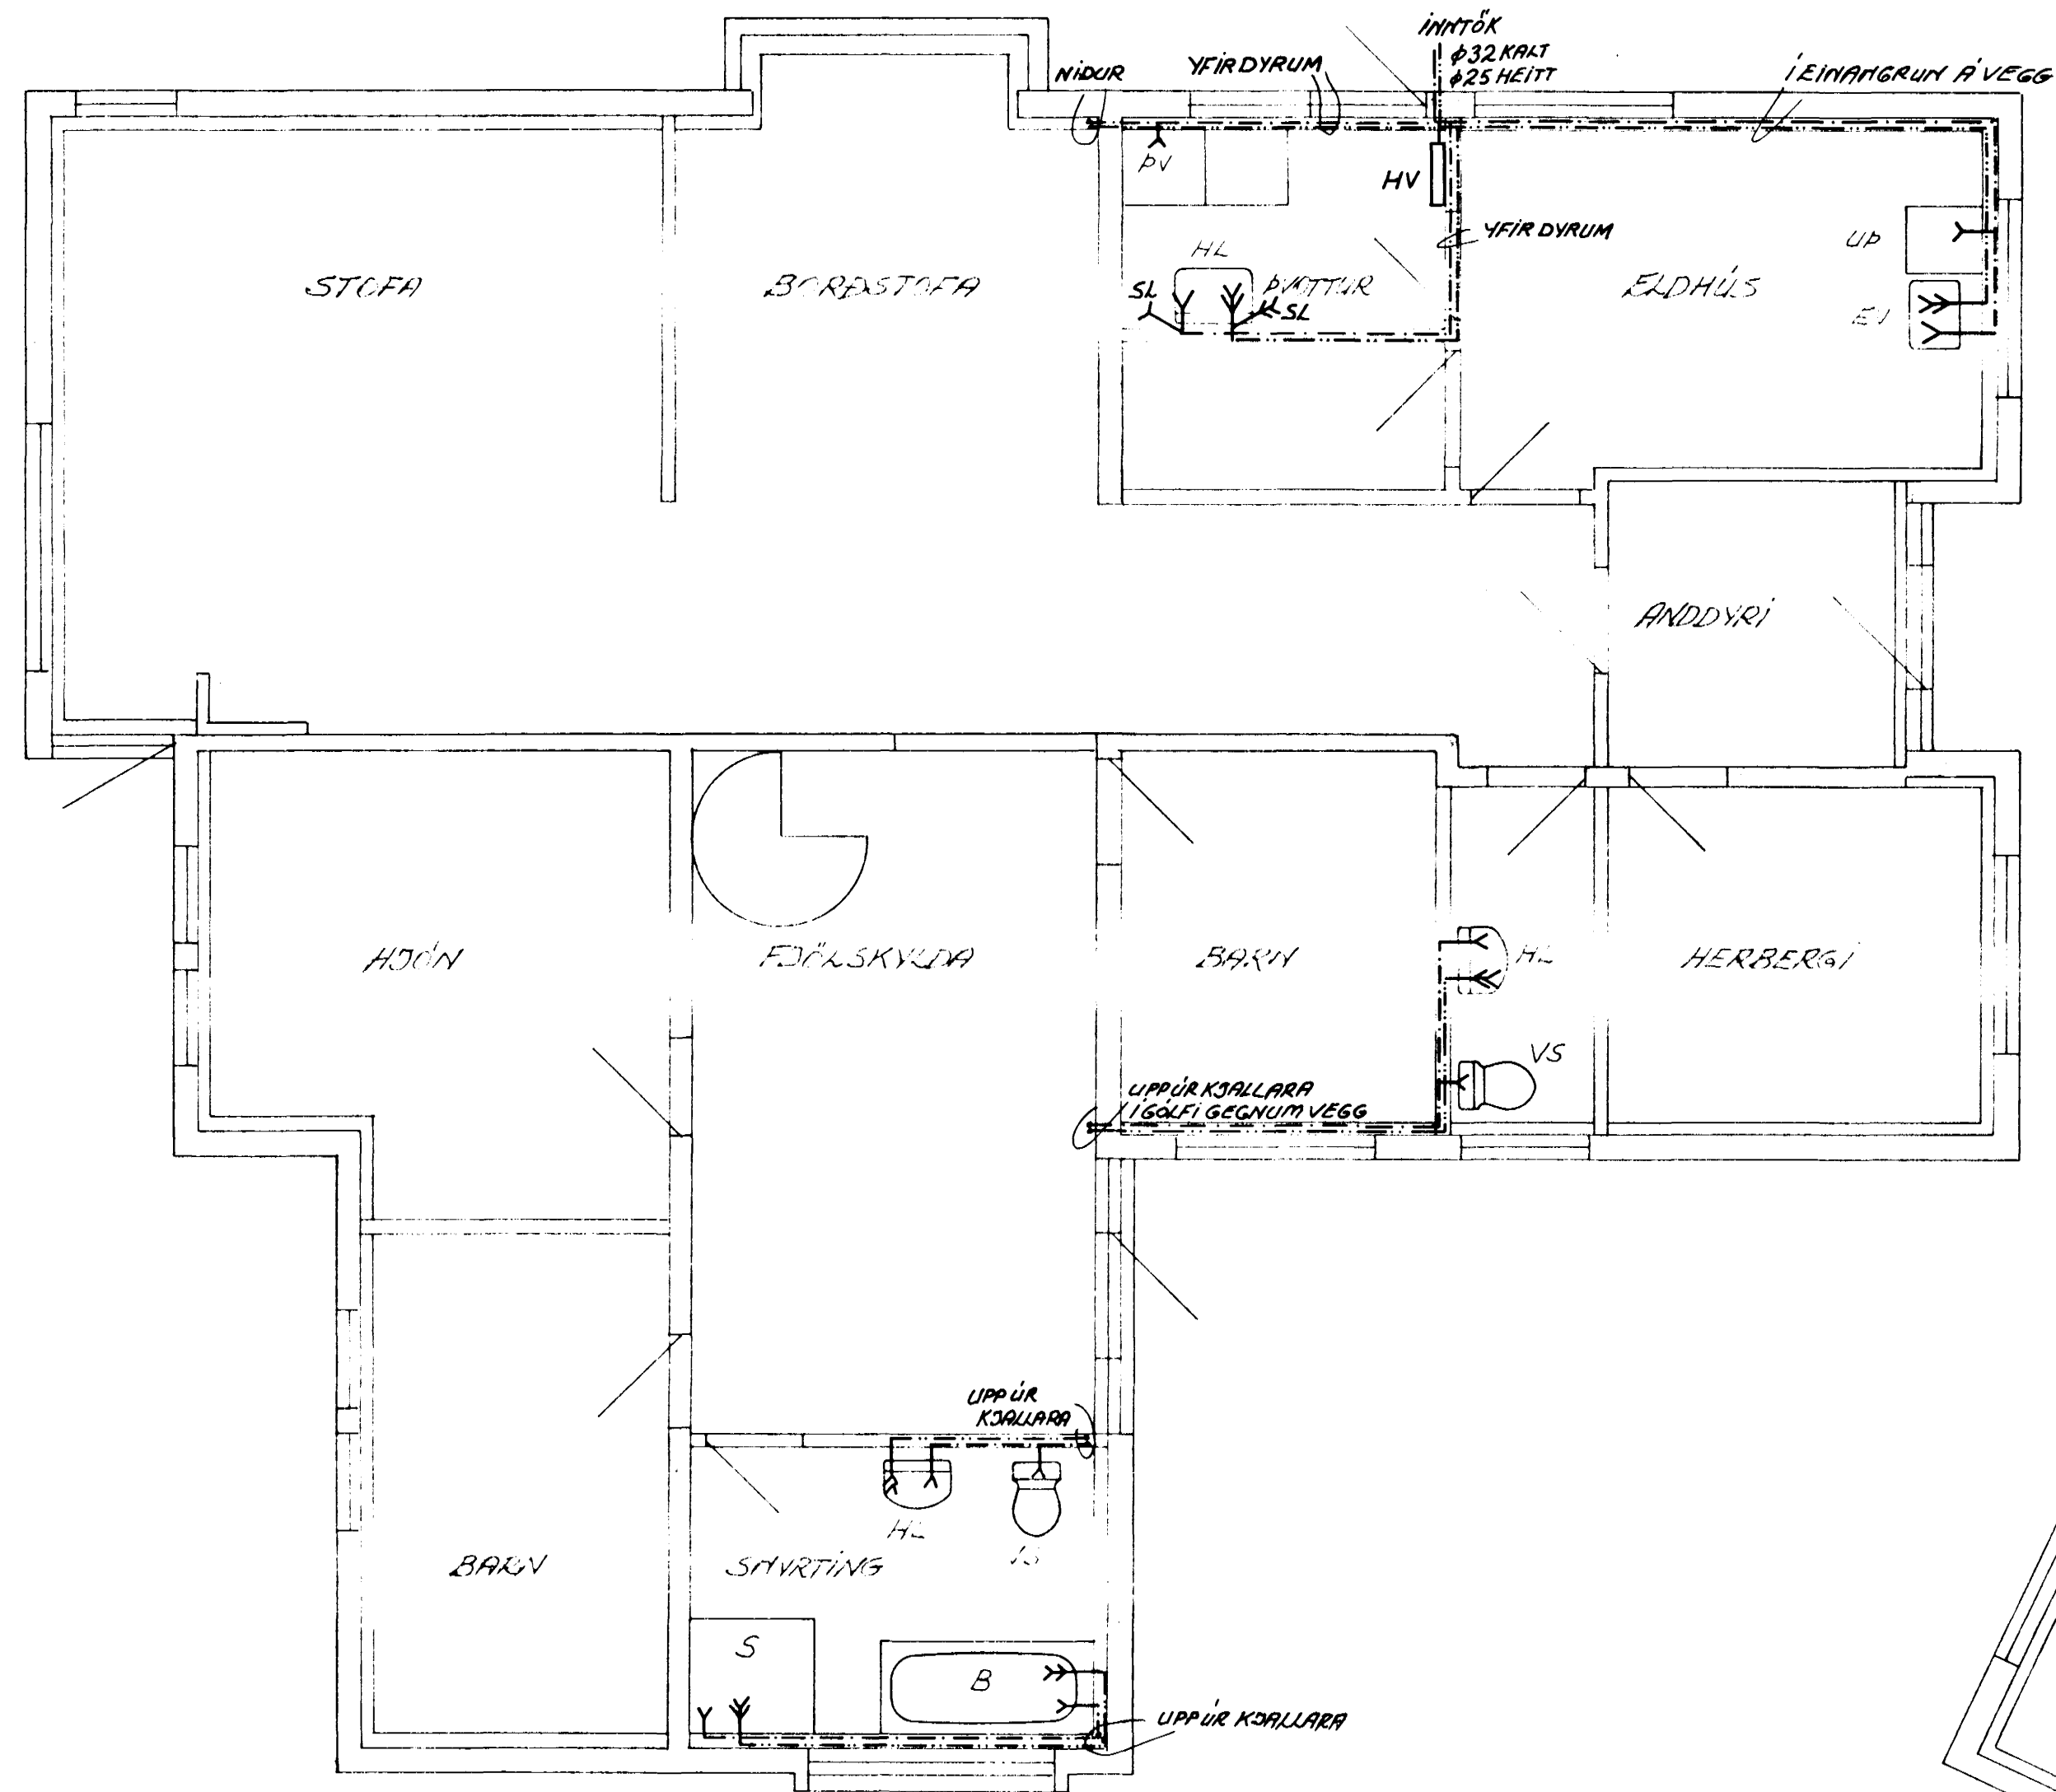 INNTÖK
ϕ32 KALT
ϕ25 HEITT
NIÐUR
YFIR DYRUM
Í EINANGRUN Á VEGG
ÞV
HV
YFIR DYRUM
HL
UÞ
STOFA
BORÐSTOFA
SL
ÞVOTTUR
SL
ELDHÚS
EV
ANDDYRI
HJÓN
FJÖLSKYLDA
BARN
HL
HERBERGI
VS
UPP ÚR KJALLARA
Í GÓLFI GEGNUM VEGG
UPP ÚR
KJALLARA
HL
VS
BARN
SNYRTING
S
B
UPP ÚR KJALLARA